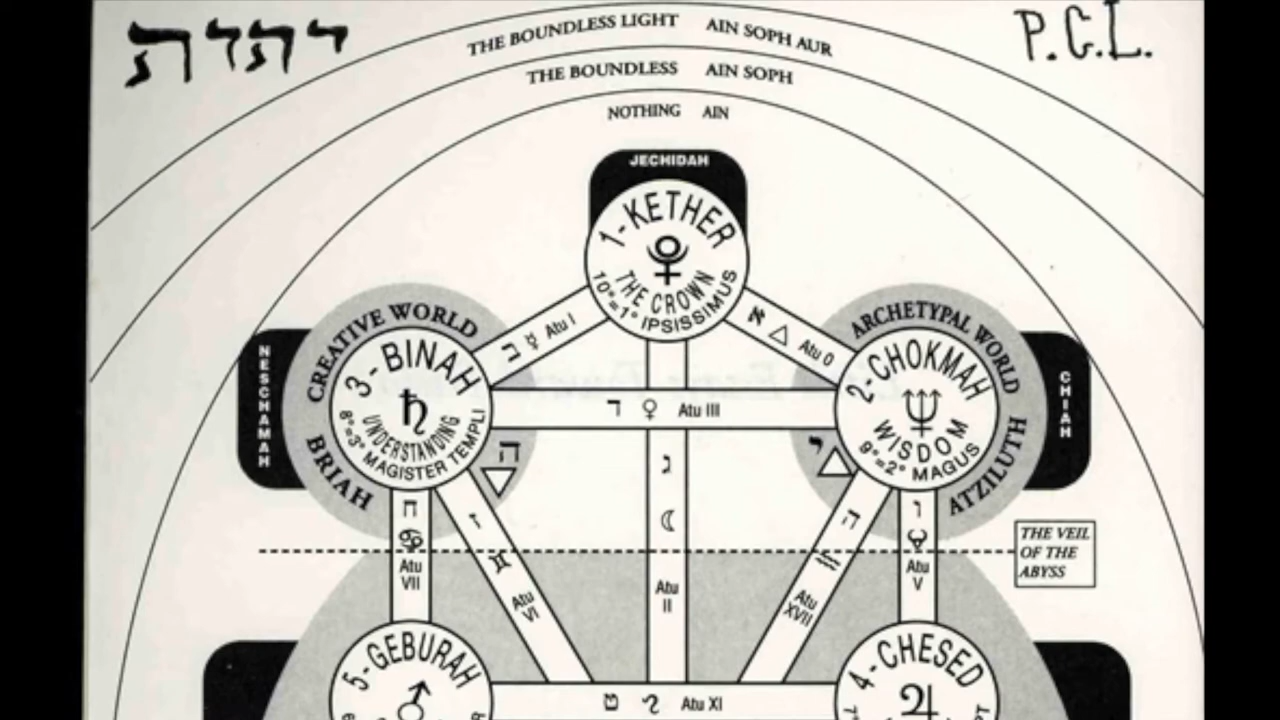 יהוה
P.C.L.
THE BOUNDLESS LIGHT AIN SOPH AUR
THE BOUNDLESS AIN SOPH
NOTHING AIN
JECHIDAH
1-KETHER
THE CROWN
10°=1° IPSISSIMUS
ב Atu I
א Atu 0
CREATIVE WORLD
BRIAH
NESCHAMAH
3-BINAH
UNDERSTANDING
8°=3° MAGISTER TEMPLI
ה
ד Atu III
ARCHETYPAL WORLD
ATZILUTH
CHIAH
2-CHOKMAH
WISDOM
9°=2° MAGUS
י
ח
Atu
VII
ז
Atu
VI
ג
Atu
II
ה
Atu
XVII
ו
Atu
V
THE VEIL
OF THE
ABYSS
5-GEBURAH
4-CHESED
ט Atu XI